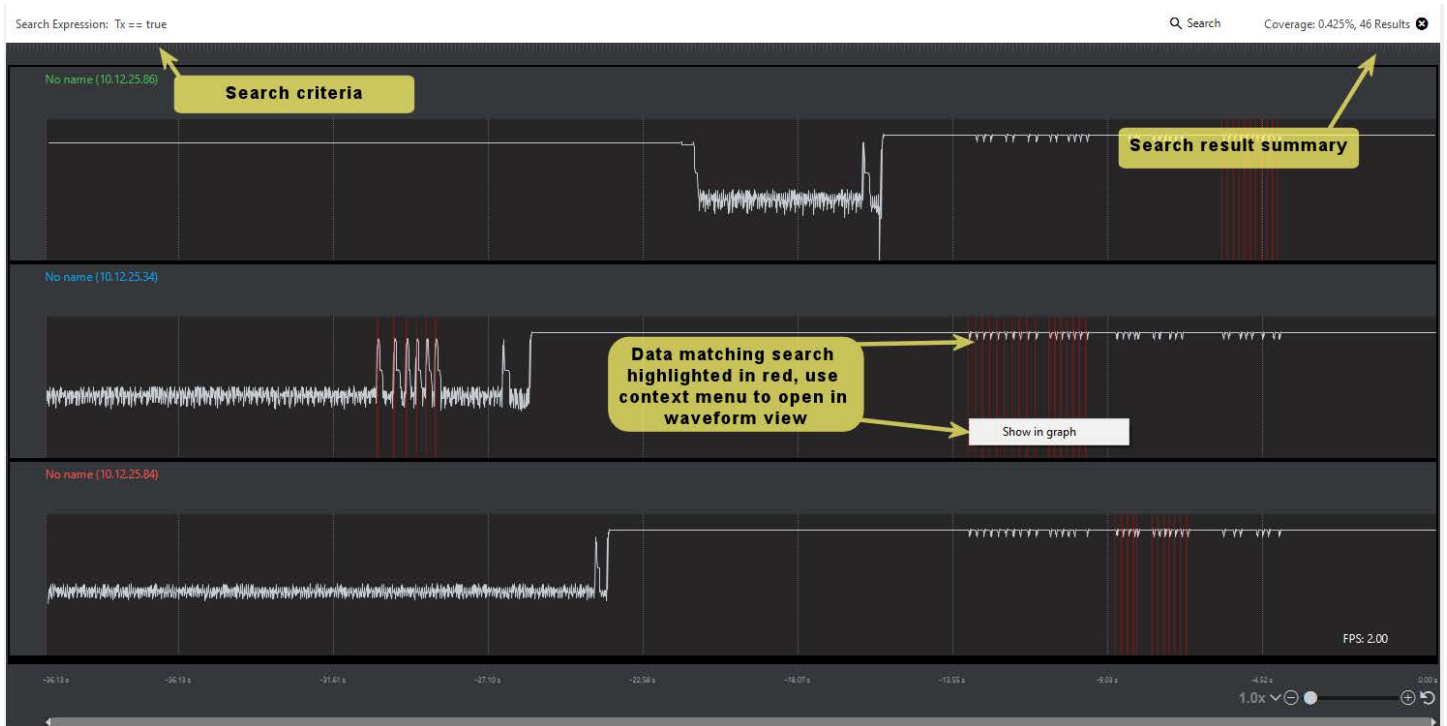 Search Expression: Tx == true
Search
Coverage: 0.425%, 46 Results
No name (10.12.25.86)
Search criteria
Search result summary
No name (10.12.25.34)
Data matching search
highlighted in red, use
context menu to open in
waveform view
Show in graph
No name (10.12.25.84)
FPS: 2.00
-36.13 s -36.13 s -31.61 s -27.10 s -22.58 s -18.07 s -13.55 s -9.03 s -4.52 s 0.00 s
1.0x